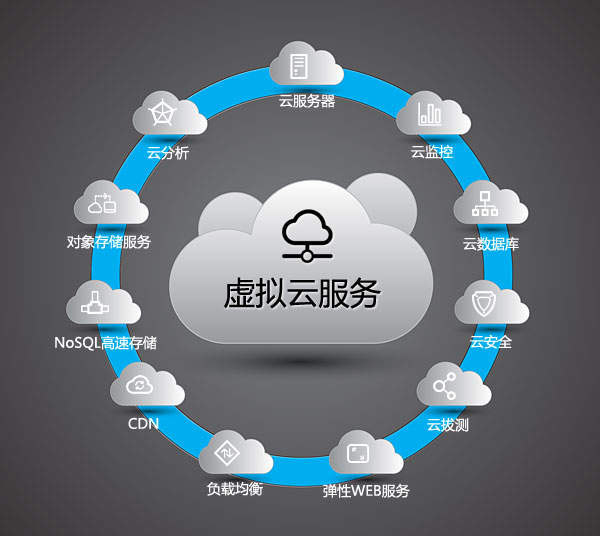 云服务器
云分析
云监控
对象存储服务
云数据库
虚拟云服务
NoSQL高速存储
云安全
CDN
云拔测
负载均衡
弹性WEB服务